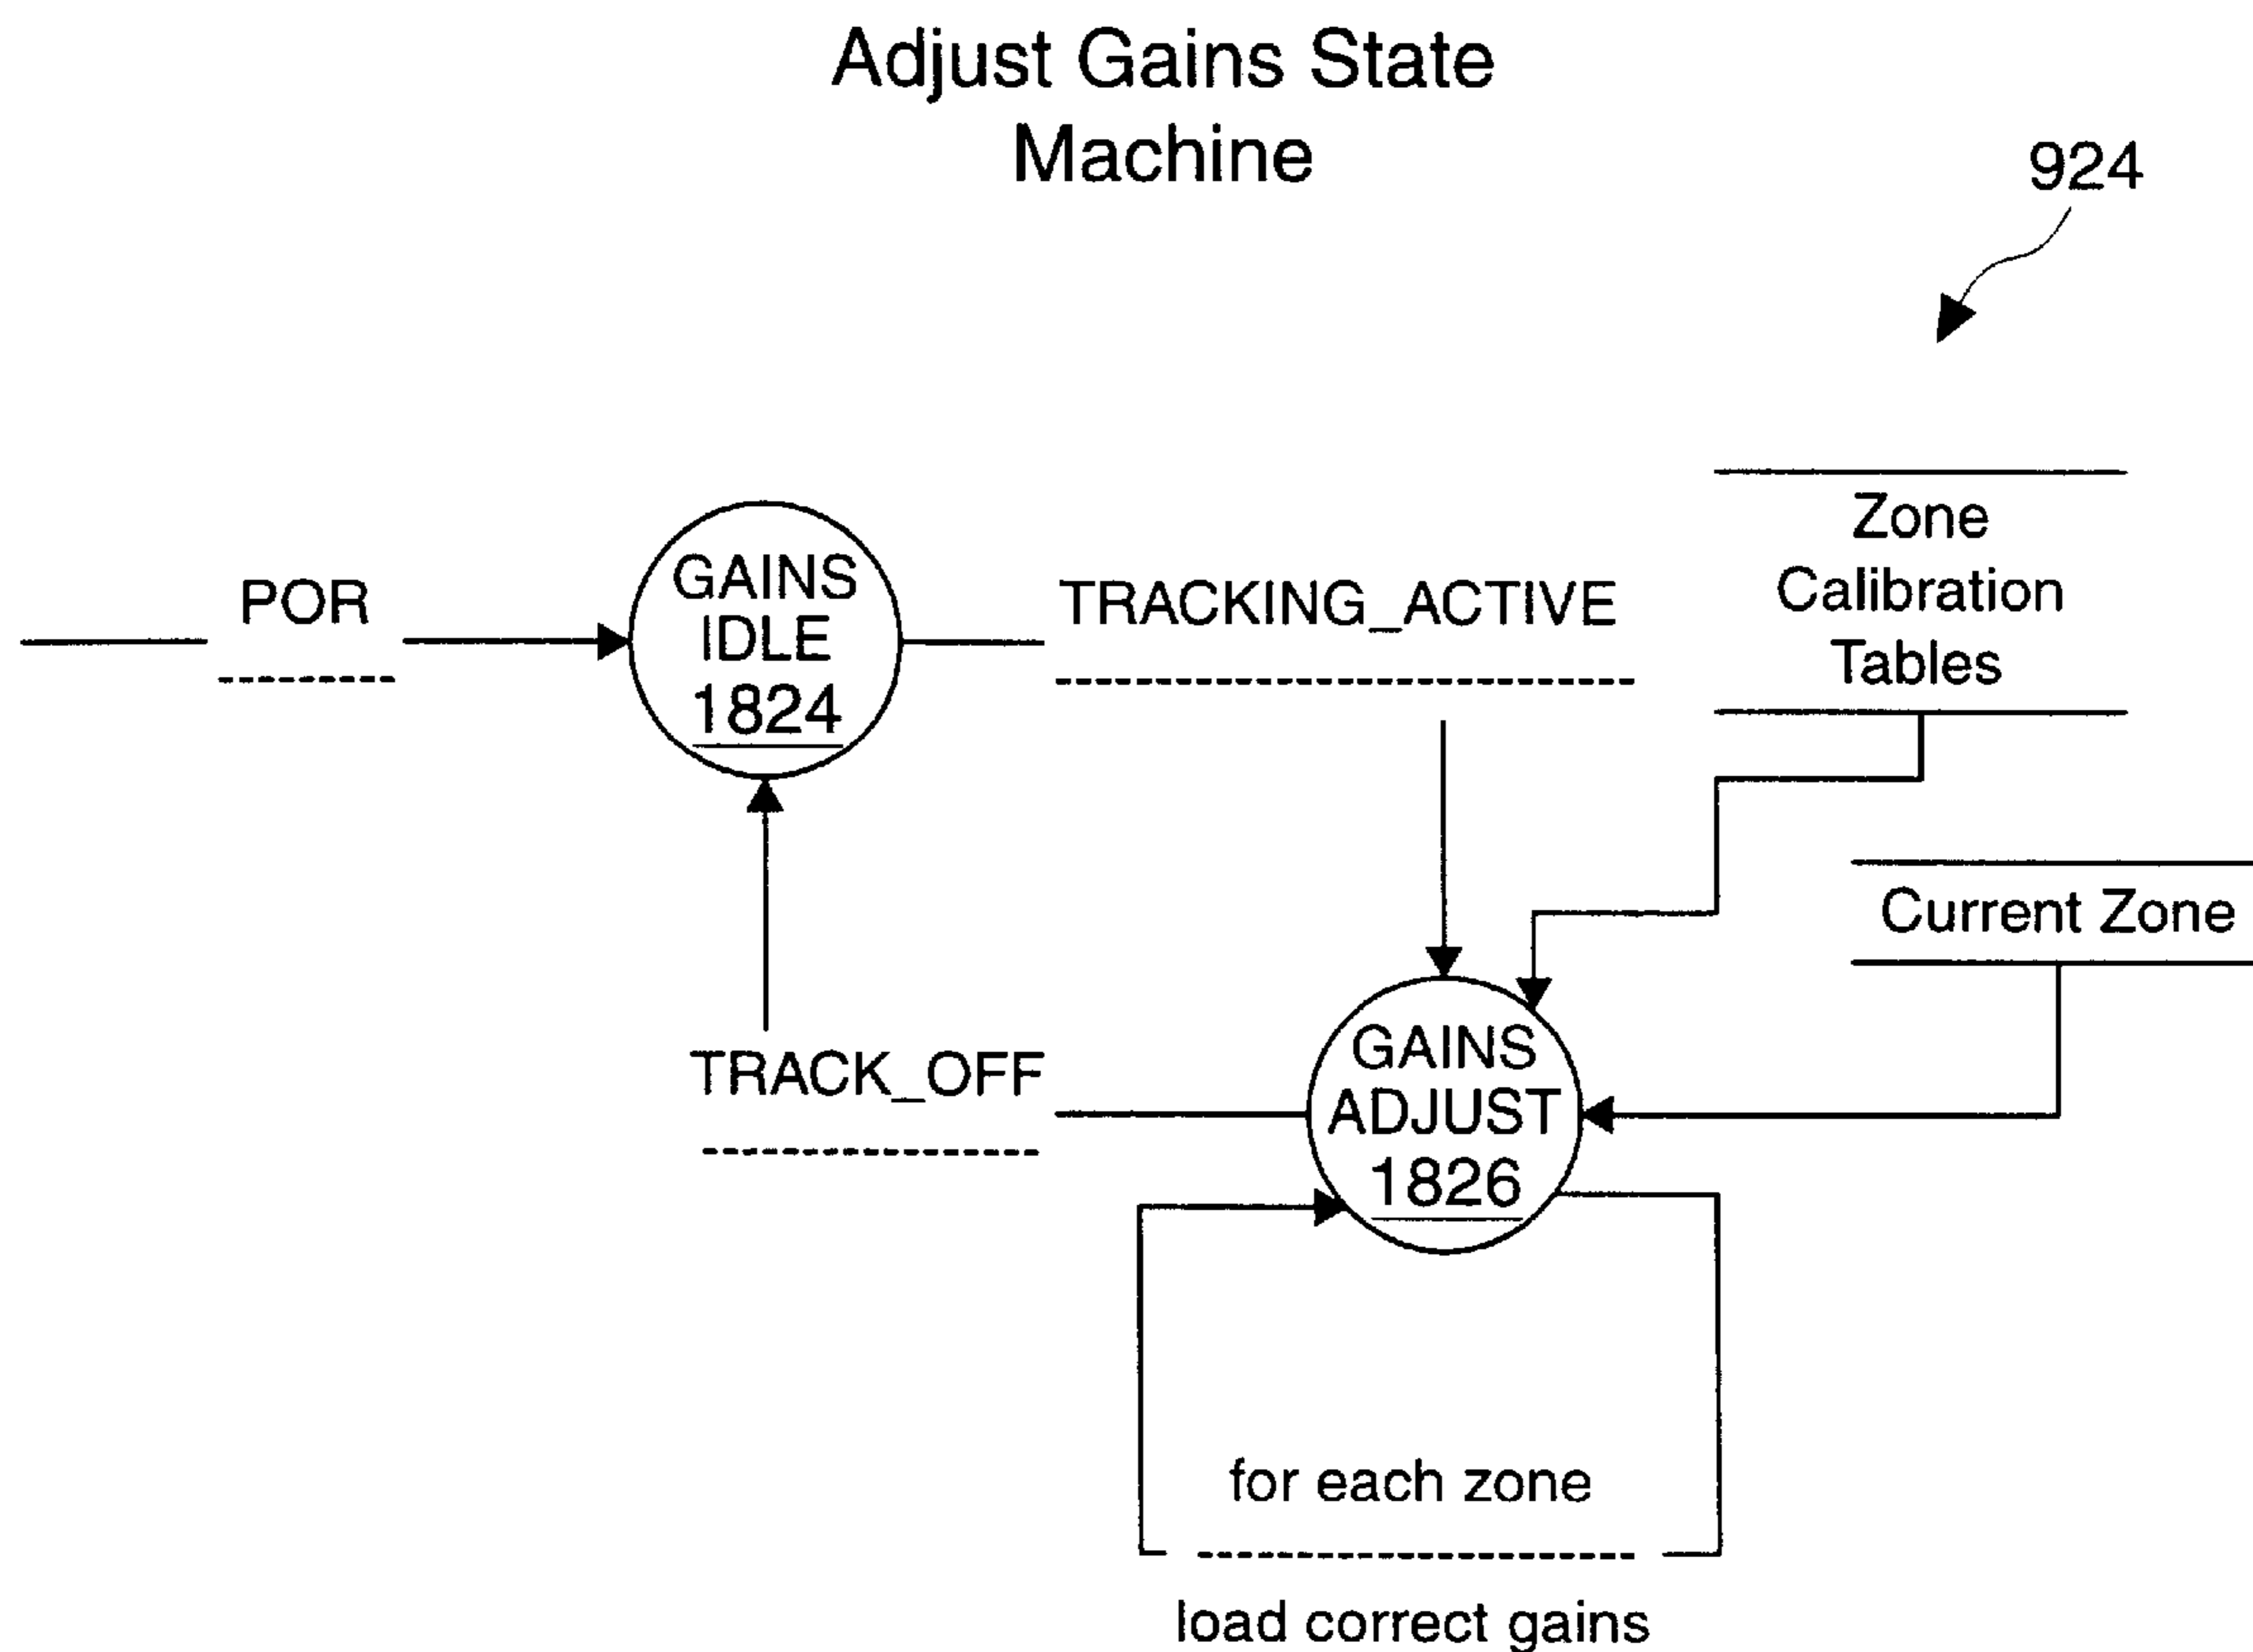 Adjust Gains State
Machine
924
Zone
Calibration
Tables
POR
GAINS
IDLE
1824
TRACKING_ACTIVE
Current Zone
TRACK_OFF
GAINS
ADJUST
1826
for each zone
load correct gains